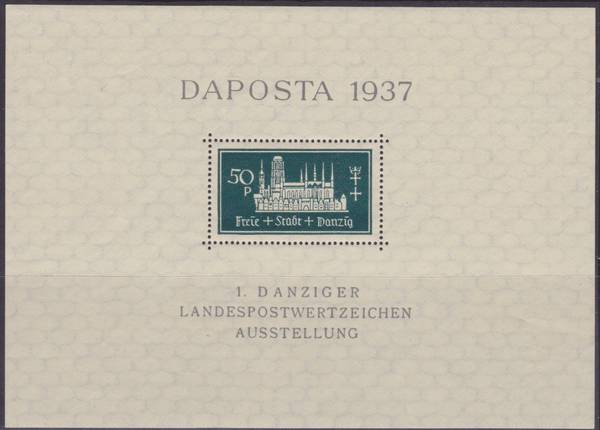 DAPOSTA 1937
50
P
Freie + Stadt + Danzig
1. DANZIGER
LANDESPOSTWERTZEICHEN
AUSSTELLUNG